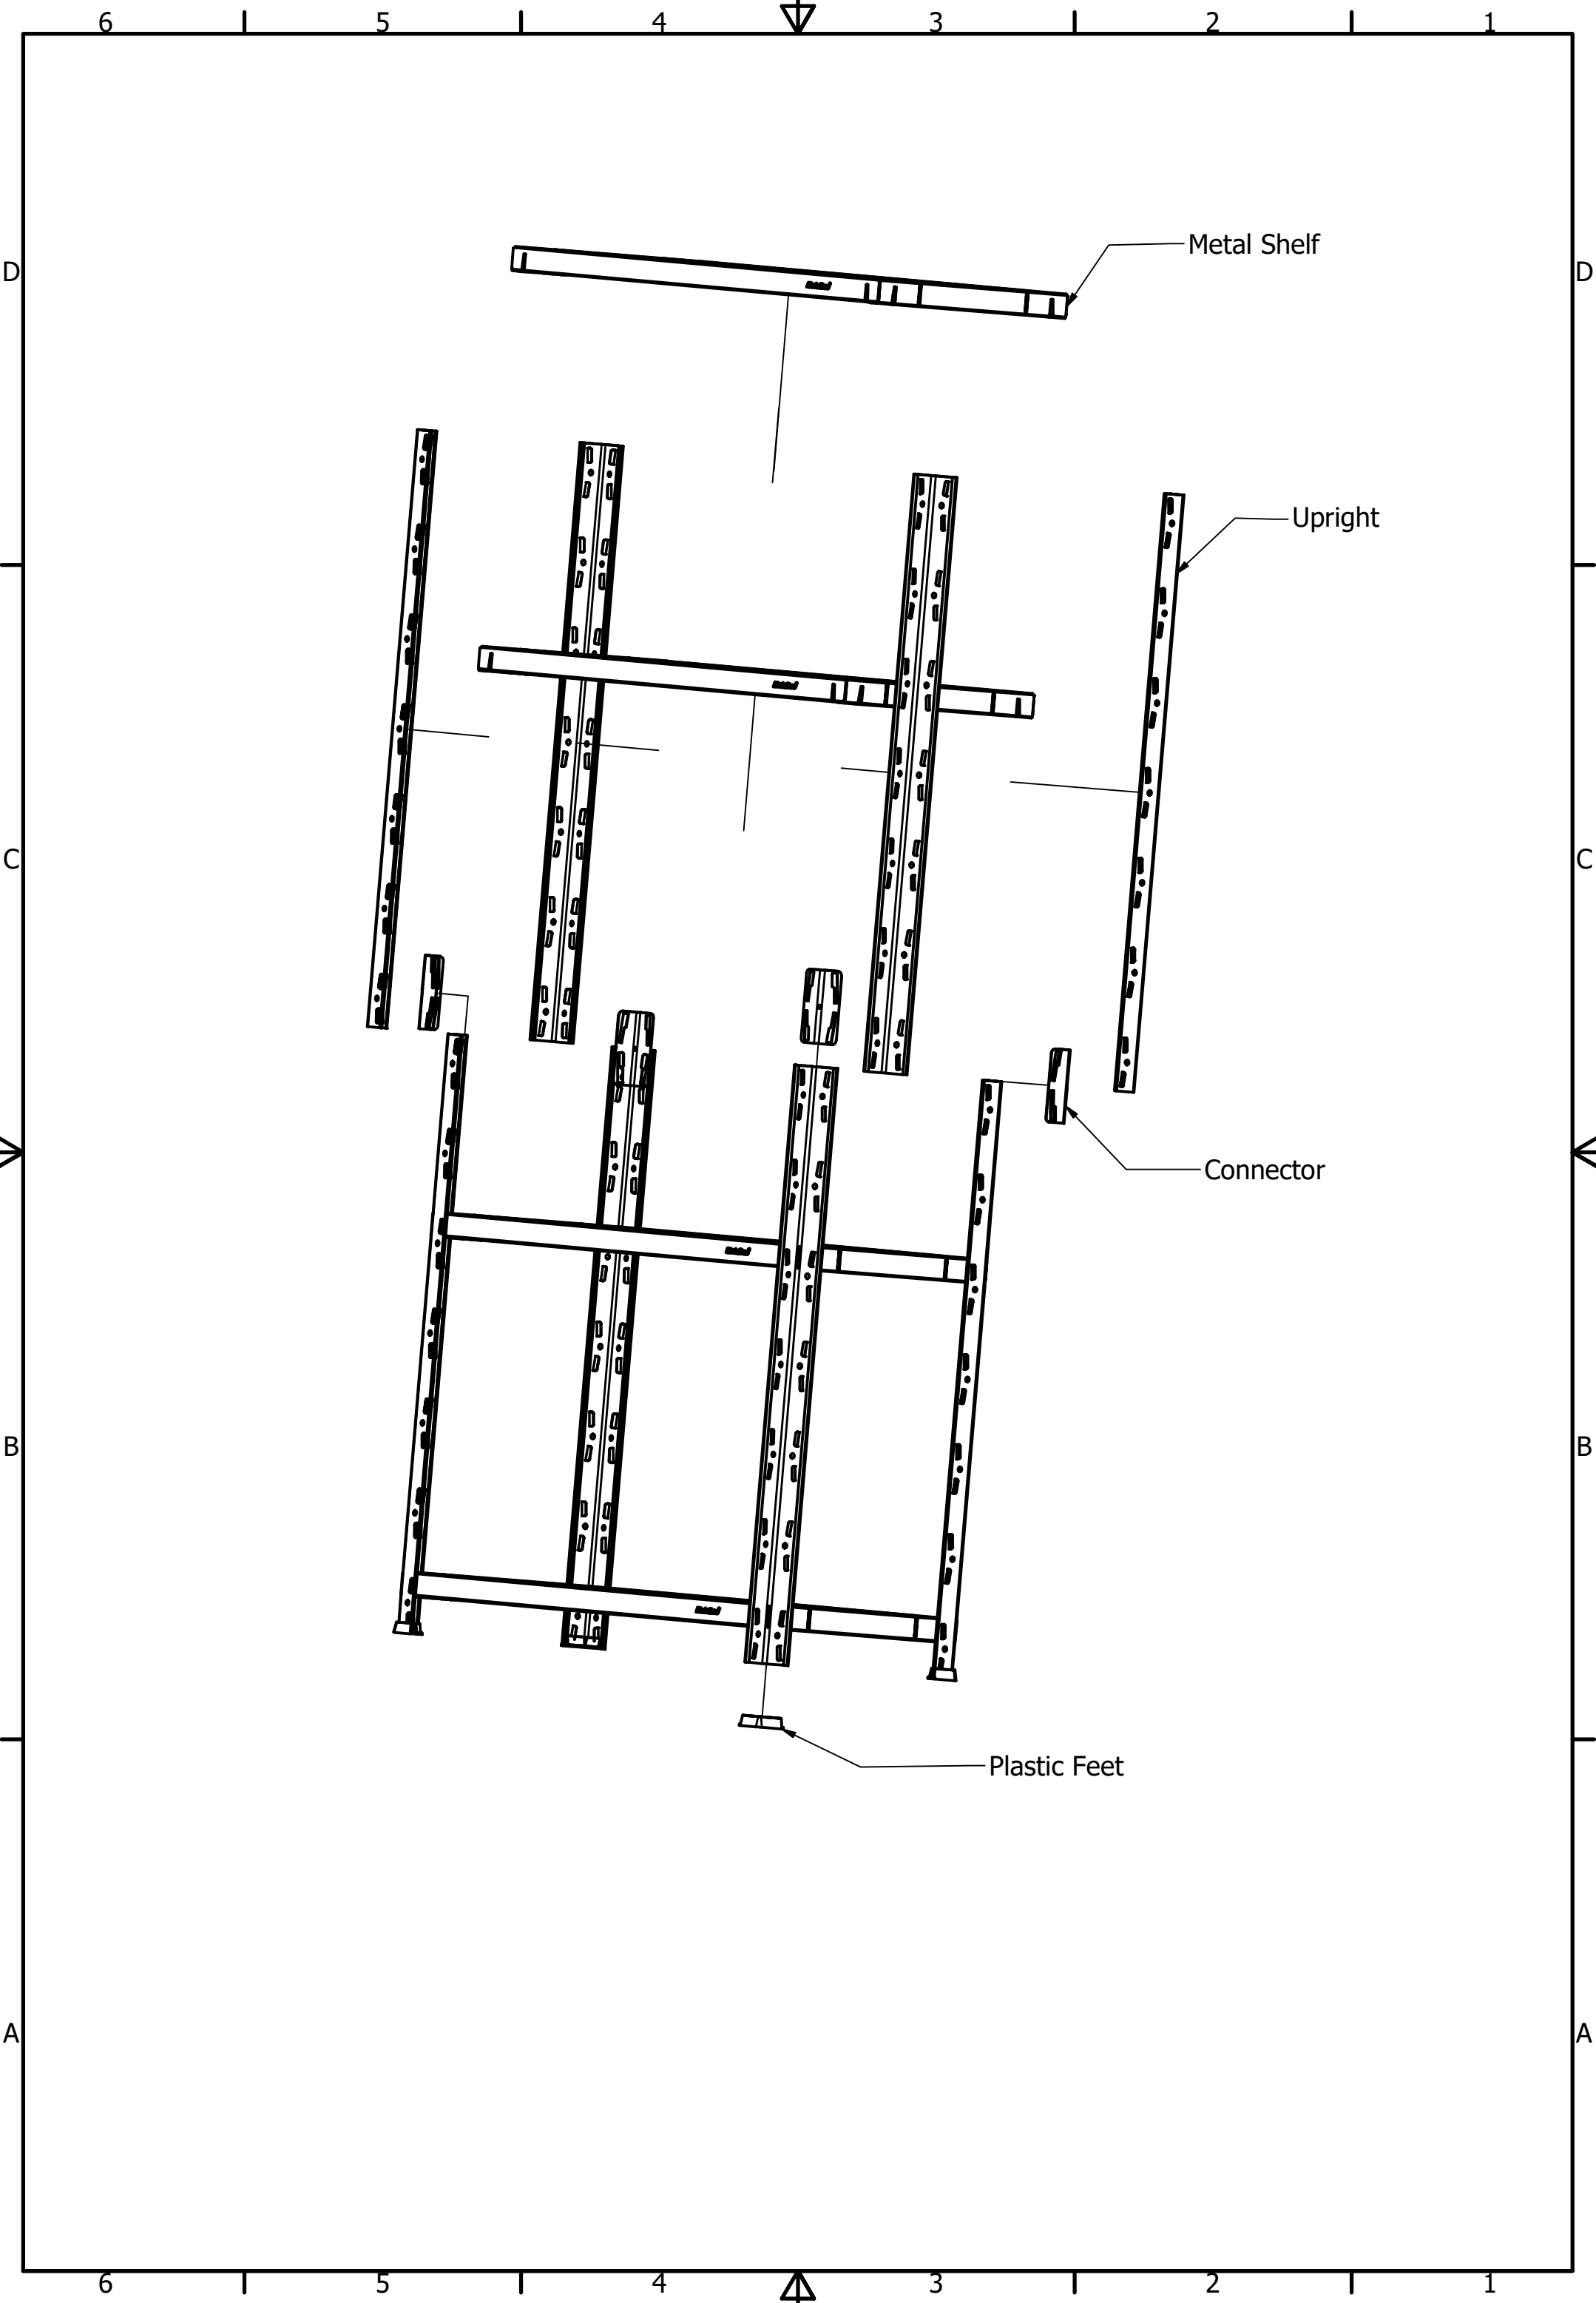 6 5 4 3 2 1
D Metal Shelf D
Upright
C C
Connector
B B
Plastic Feet
A A
6 5 4 3 2 1